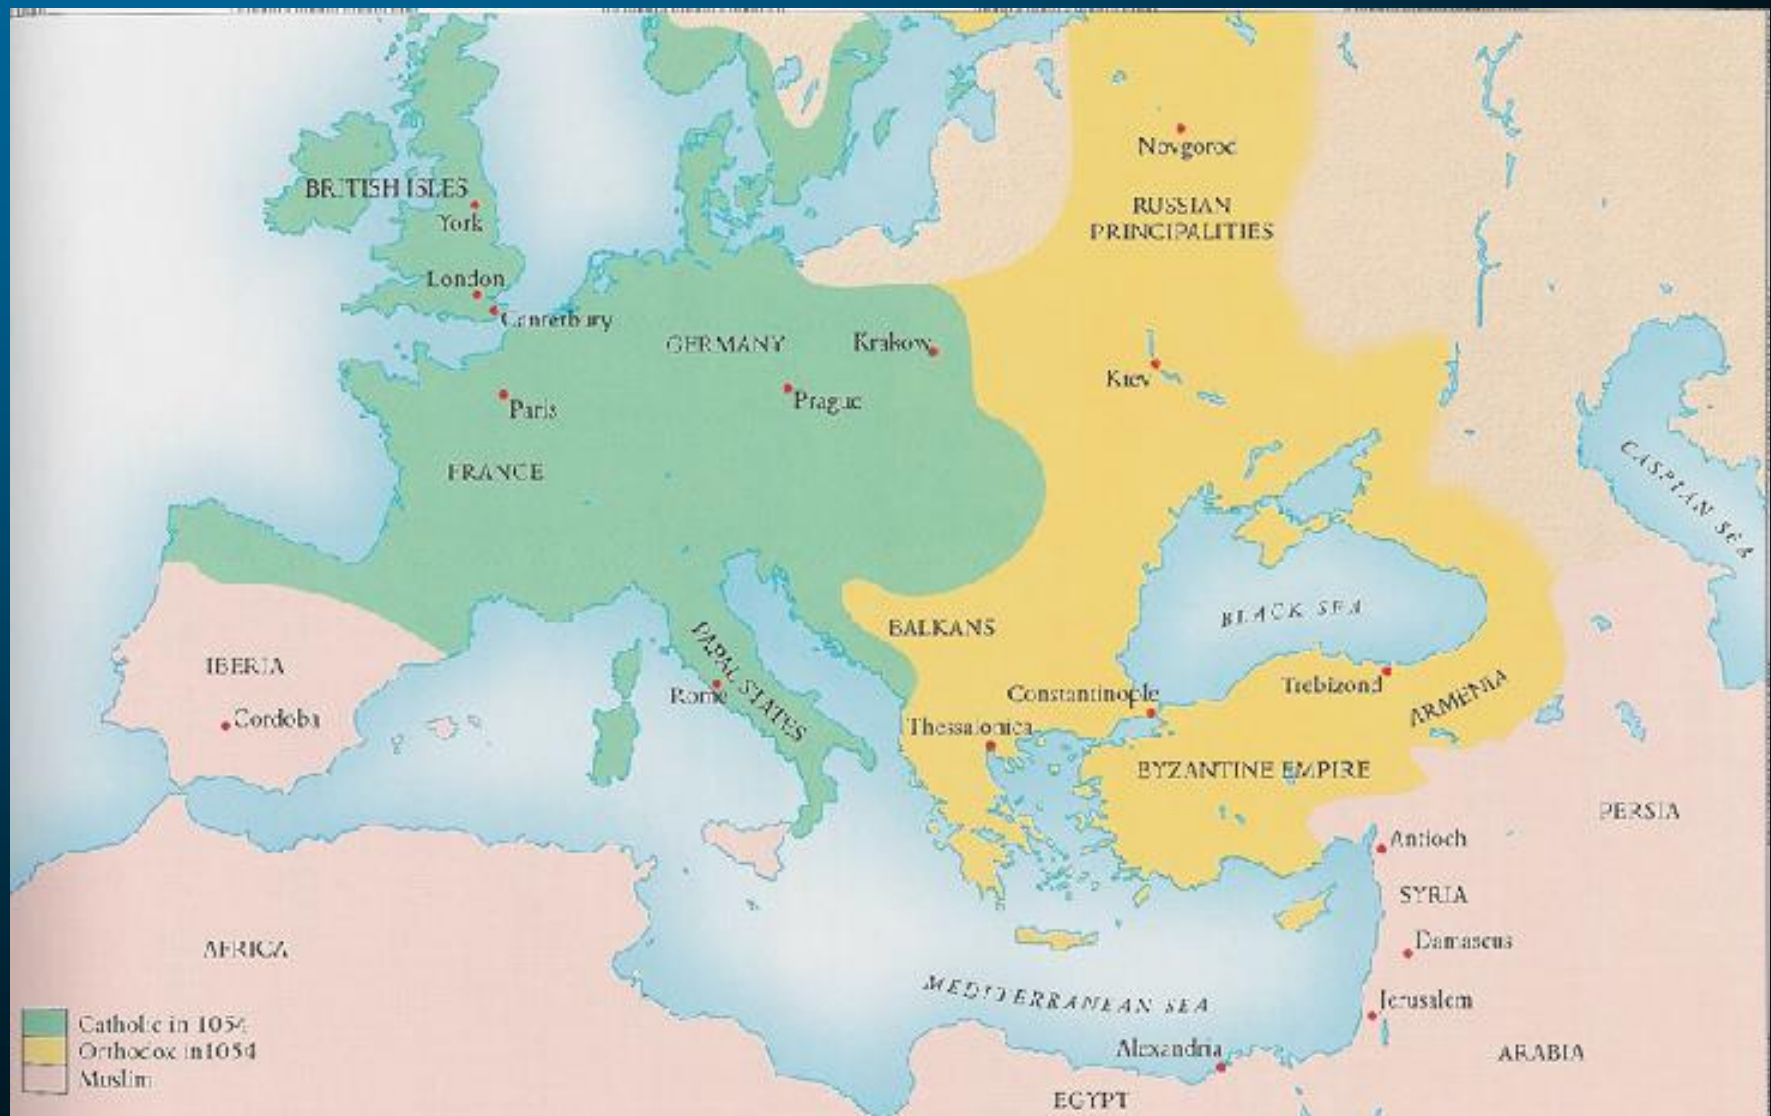 Novgorod
BRITISH ISLES
York
RUSSIAN
PRINCIPALITIES
London
Canterbury
GERMANY
Krakow
Kiev
Prague
Paris
FRANCE
CASPIAN SEA
BLACK SEA
BALKANS
PAPAL STATES
IBERIA
Rome
Constantinople
Trebizond
ARMENIA
Cordoba
Thessalonica
BYZANTINE EMPIRE
PERSIA
Antioch
SYRIA
Damascus
AFRICA
MEDITERRANEAN SEA
Jerusalem
Catholic in 1054
Orthodox in1054
Muslim
Alexandria
ARABIA
EGYPT